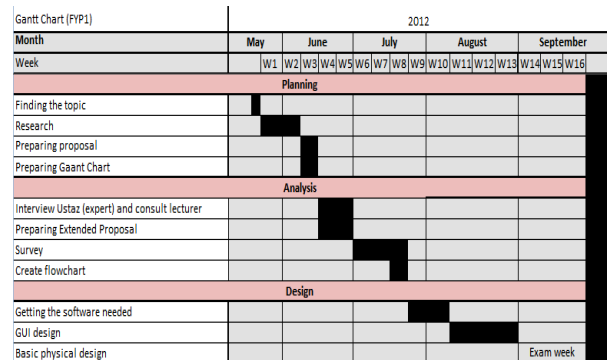 Gantt Chart (FYP1) 2012
Month May June July August September
Week W1 W2 W3 W4 W5 W6 W7 W8 W9 W10 W11 W12 W13 W14 W15 W16
Planning
Finding the topic
Research
Preparing proposal
Preparing Gaant Chart
Analysis
Interview Ustaz (expert) and consult lecturer
Preparing Extended Proposal
Survey
Create flowchart
Design
Getting the software needed
GUI design
Basic physical design Exam week